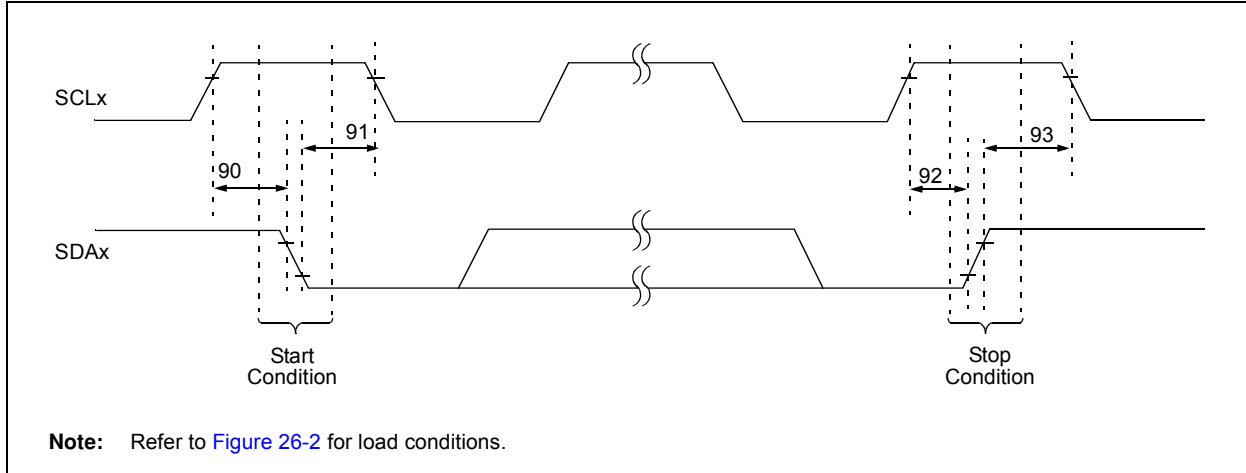 SCLx
91
93
90
92
SDAx
Start
Condition
Stop
Condition
Note: Refer to Figure 26-2 for load conditions.